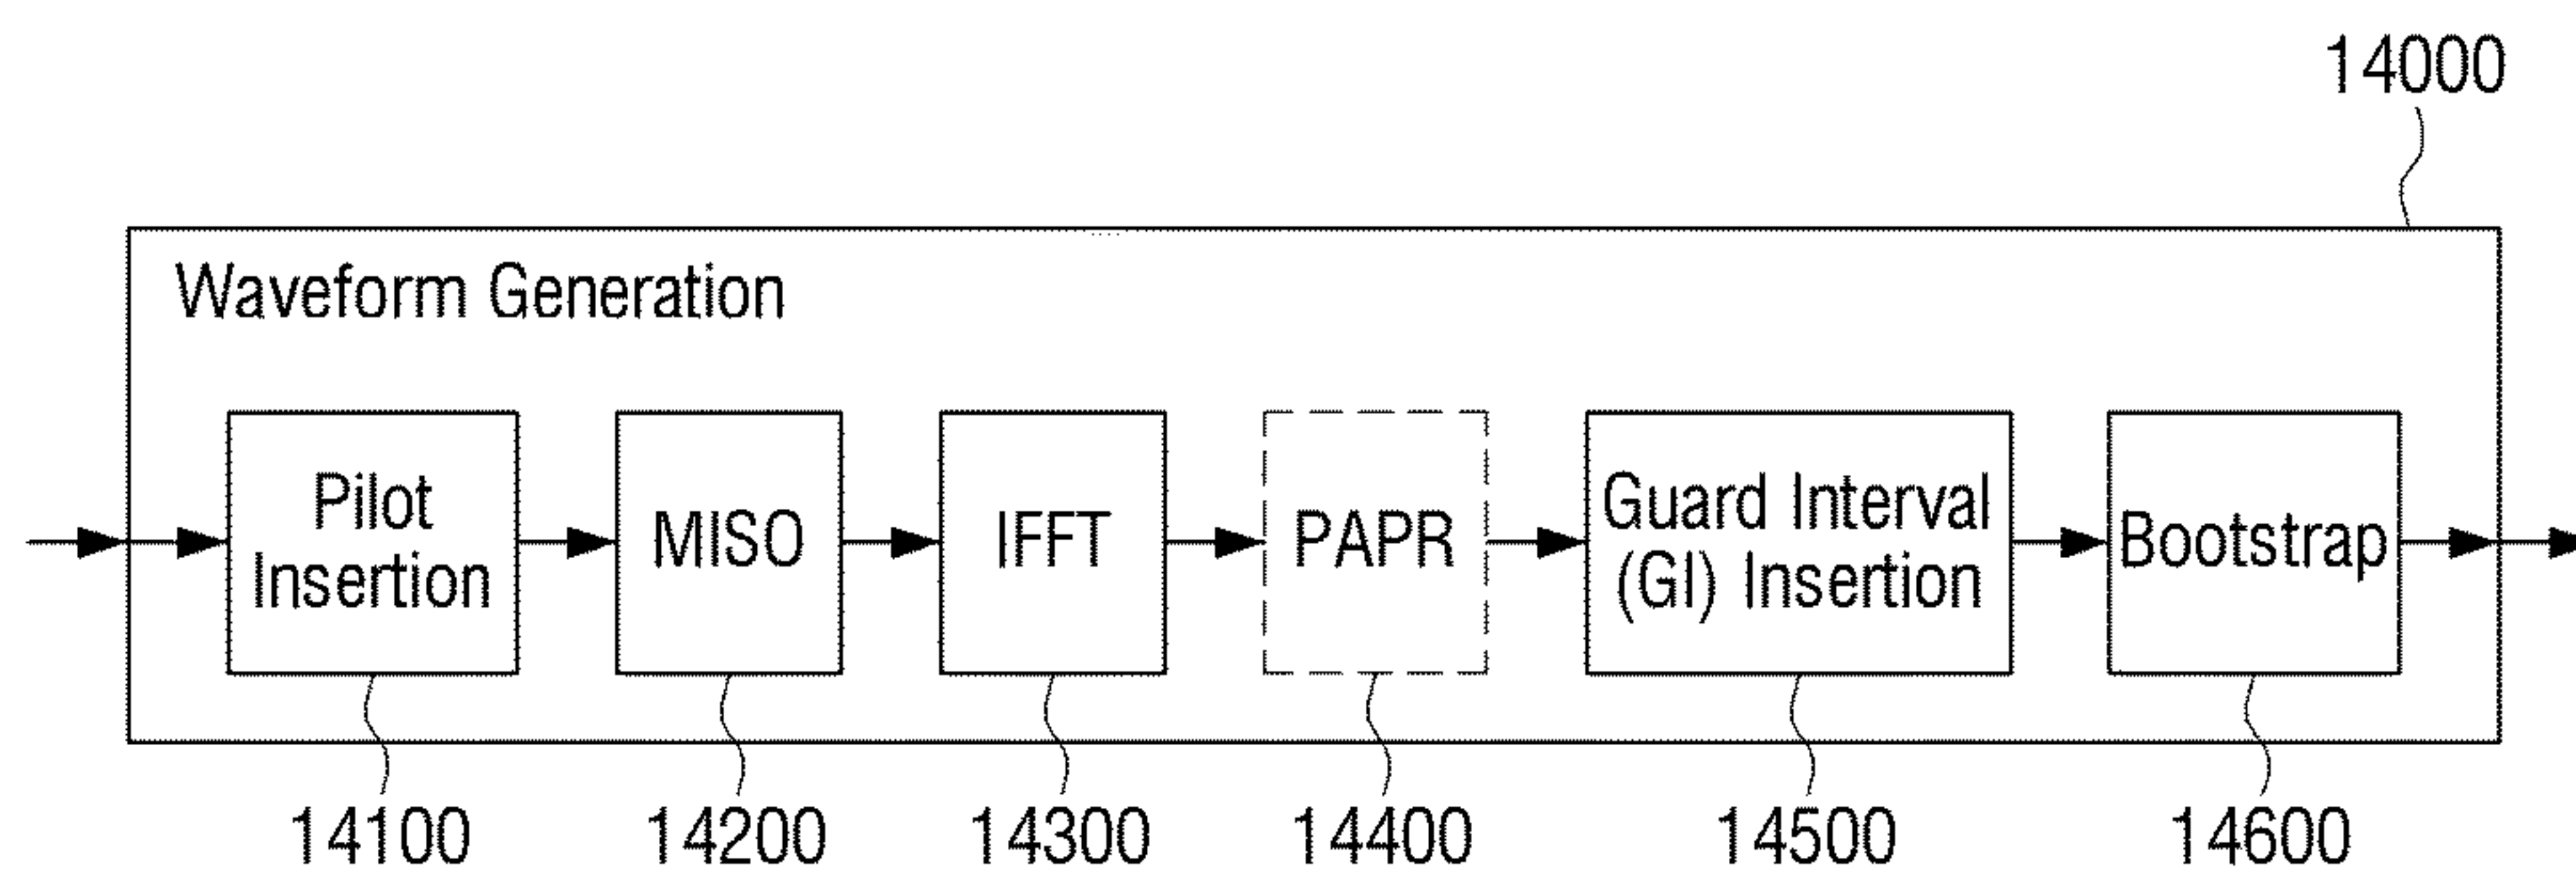 14000
Waveform Generation
Pilot
Insertion
MISO
IFFT
PAPR
Guard Interval
(GI) Insertion
Bootstrap
14100
14200
14300
14400
14500
14600